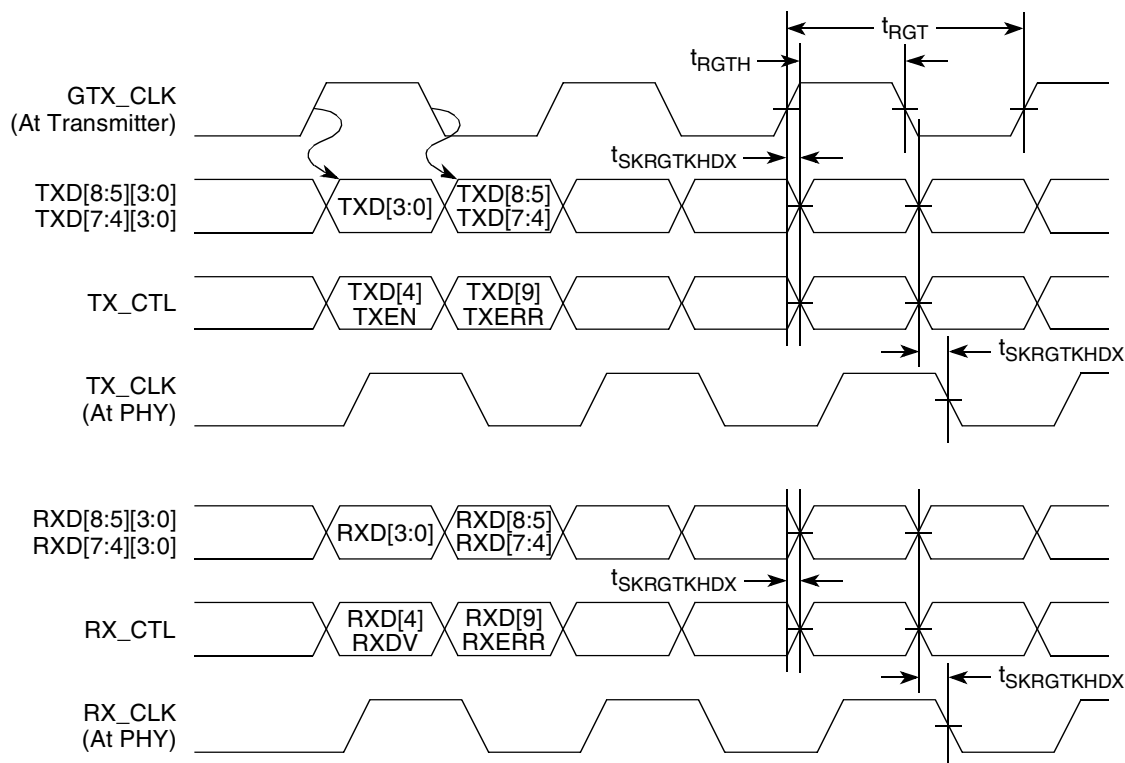 tRGT
tRGTH
GTX_CLK
(At Transmitter)
tSKRGTKHDX
TXD[8:5][3:0]
TXD[7:4][3:0]
TXD[3:0]
TXD[8:5]
TXD[7:4]
TX_CTL
TXD[4]
TXEN
TXD[9]
TXERR
tSKRGTKHDX
TX_CLK
(At PHY)
RXD[8:5][3:0]
RXD[7:4][3:0]
RXD[3:0]
RXD[8:5]
RXD[7:4]
tSKRGTKHDX
RX_CTL
RXD[4]
RXDV
RXD[9]
RXERR
tSKRGTKHDX
RX_CLK
(At PHY)